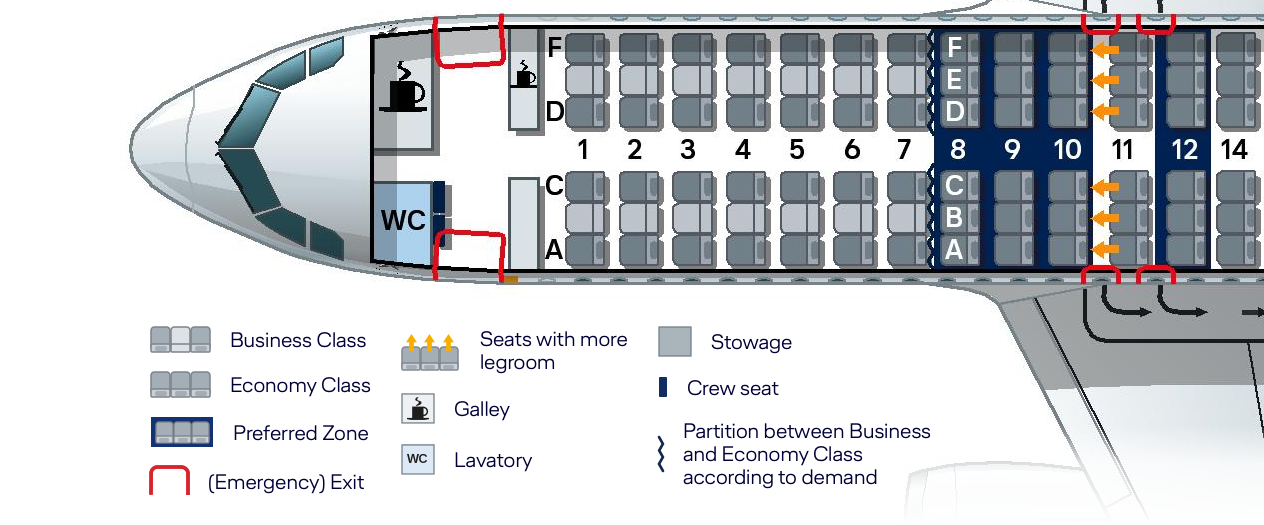 F
F
E
D
D
1 2 3 4 5 6 7 8 9 10 11 12 14
C
C
B
WC
A
A
Business Class
Economy Class
Preferred Zone
(Emergency) Exit
Seats with more
legroom
Galley
WC
Lavatory
Stowage
Crew seat
Partition between Business
and Economy Class
according to demand